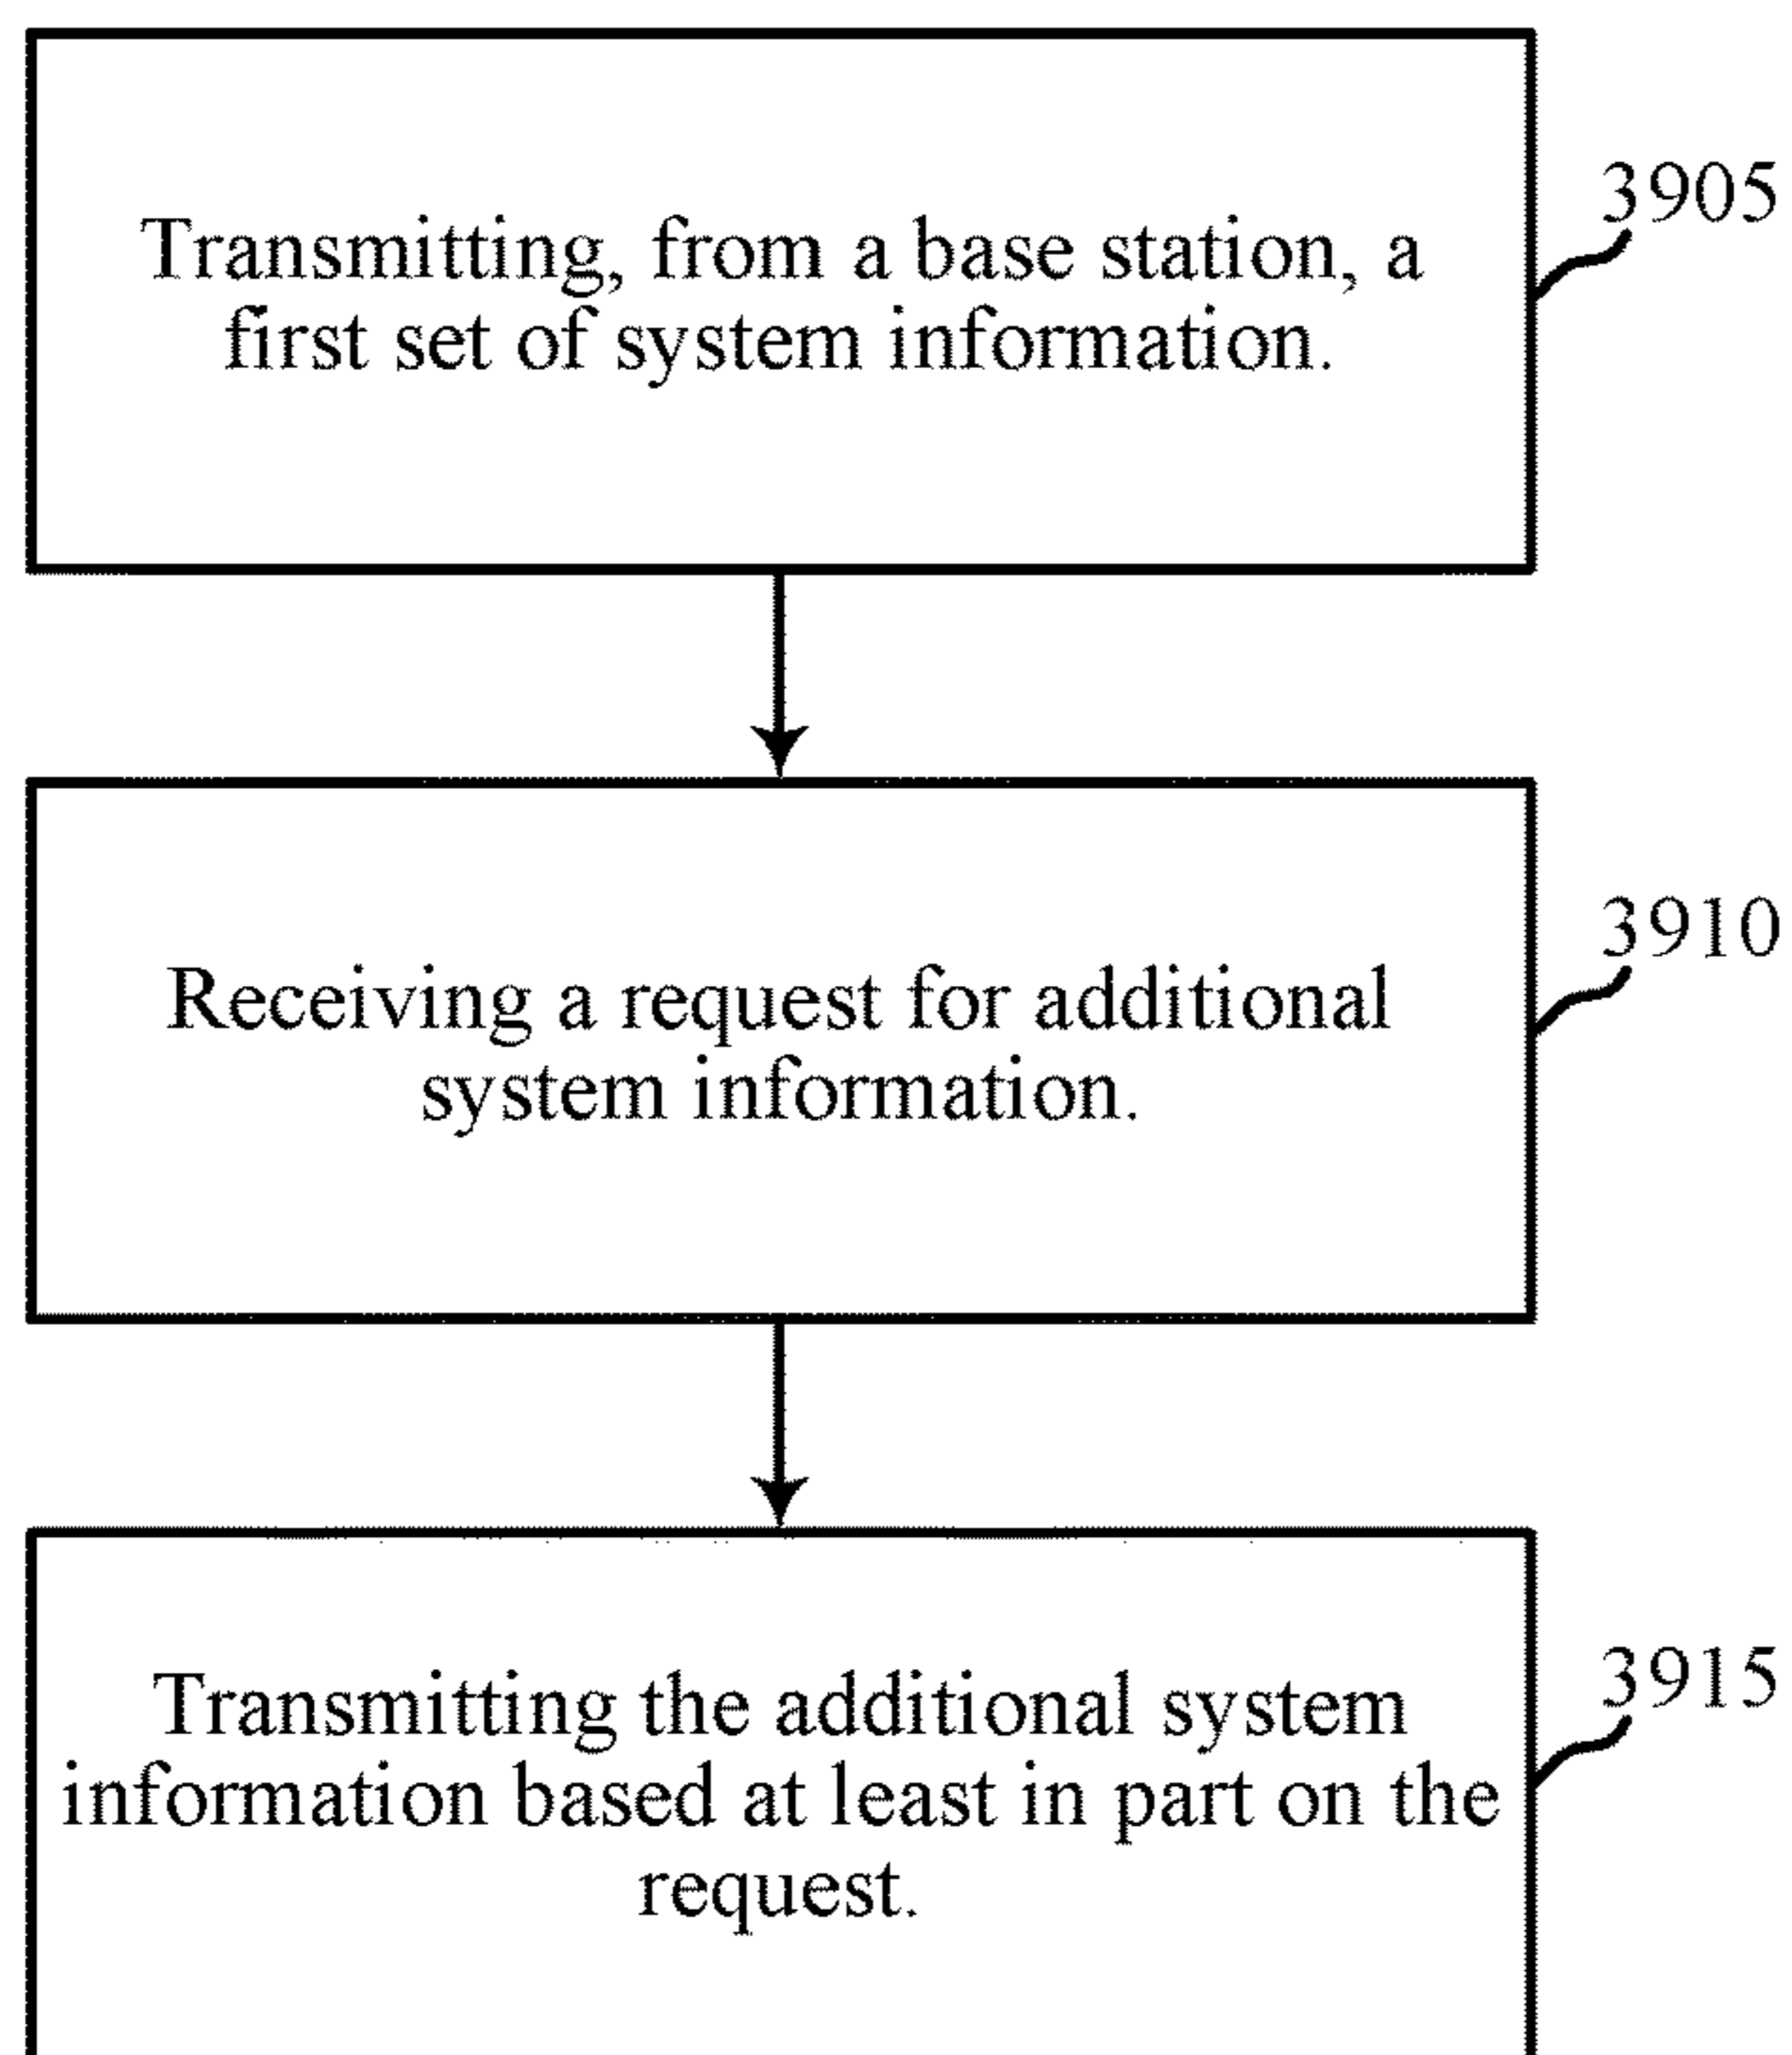 Transmitting, from a base station, a
first set of system information.
3905
Receiving a request for additional
system information.
3910
Transmitting the additional system
information based at least in part on the
request.
3915